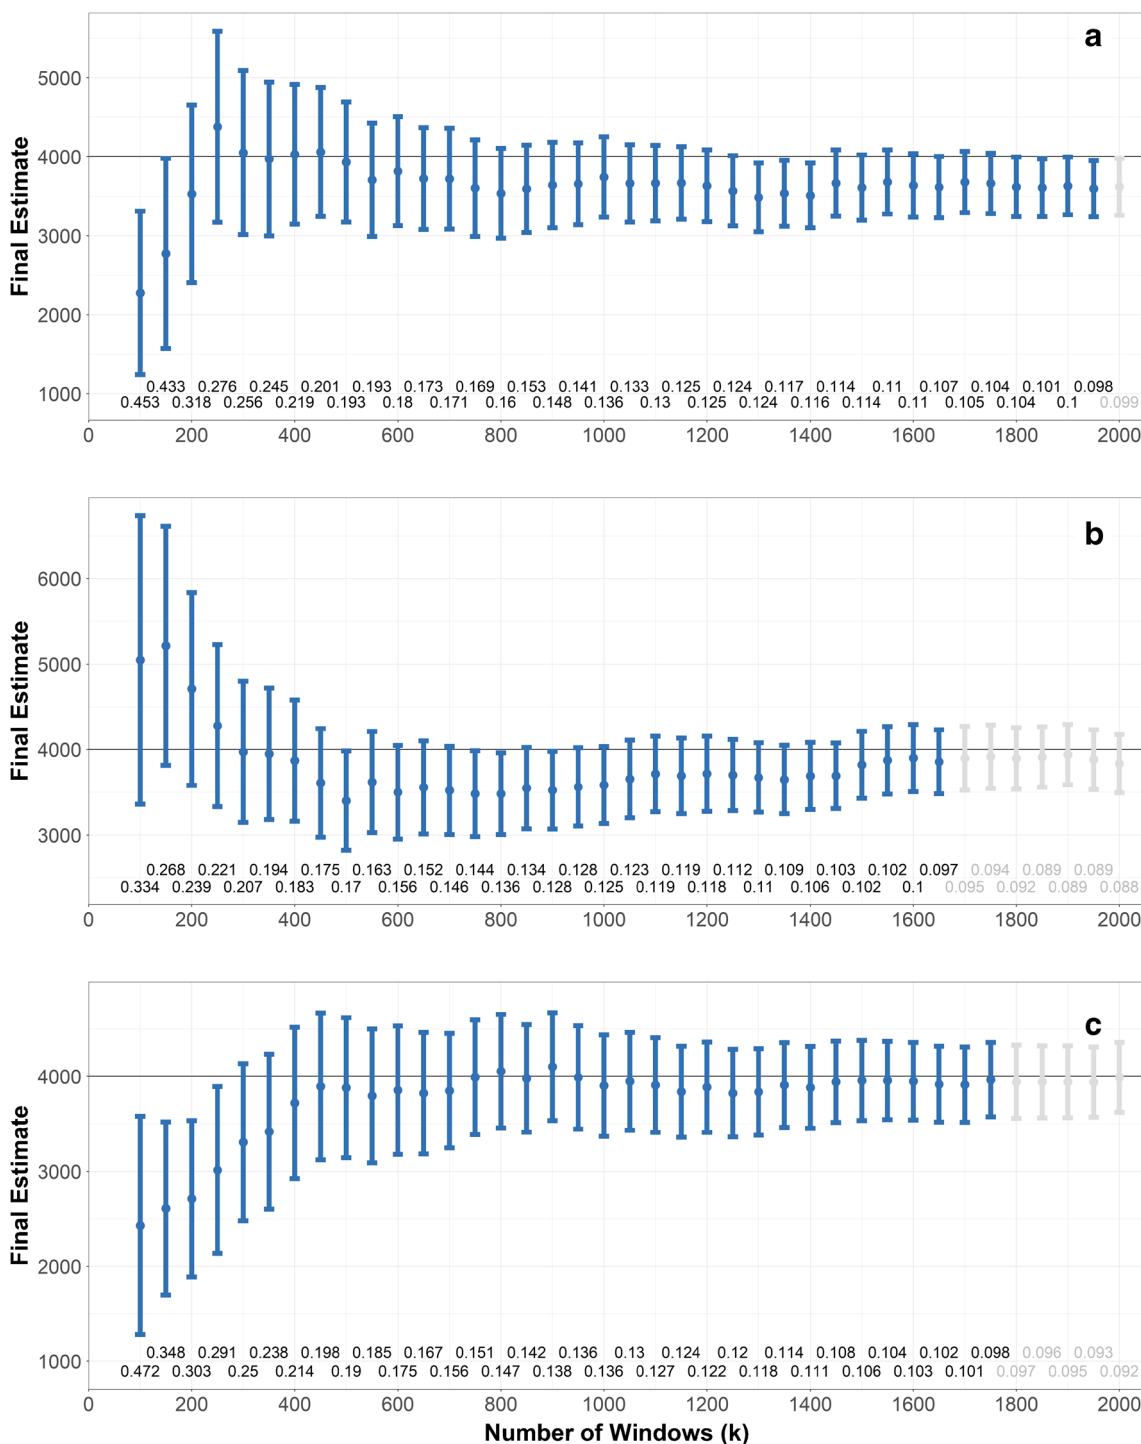 a
5000
4000
3000
2000
1000
Final Estimate
0.433 0.276 0.245 0.201 0.193 0.173 0.169 0.153 0.141 0.133 0.125 0.124 0.117 0.114 0.11 0.107 0.104 0.101 0.098
0.453 0.318 0.256 0.219 0.193 0.18 0.171 0.16 0.148 0.136 0.13 0.125 0.124 0.116 0.114 0.11 0.105 0.104 0.1 0.099
0 200 400 600 800 1000 1200 1400 1600 1800 2000
b
6000
5000
4000
3000
Final Estimate
0.268 0.221 0.194 0.175 0.163 0.152 0.144 0.134 0.128 0.123 0.119 0.112 0.109 0.103 0.102 0.097 0.094 0.089 0.089
0.334 0.239 0.207 0.183 0.17 0.156 0.146 0.136 0.128 0.125 0.119 0.118 0.11 0.106 0.102 0.1 0.095 0.092 0.089 0.088
0 200 400 600 800 1000 1200 1400 1600 1800 2000
c
4000
3000
2000
1000
Final Estimate
0.348 0.291 0.238 0.198 0.185 0.167 0.151 0.142 0.136 0.13 0.124 0.12 0.114 0.108 0.104 0.102 0.098 0.096 0.093
0.472 0.303 0.25 0.214 0.19 0.175 0.156 0.147 0.138 0.136 0.127 0.122 0.118 0.111 0.106 0.103 0.101 0.097 0.095 0.092
0 200 400 600 800 1000 1200 1400 1600 1800 2000
Number of Windows (k)